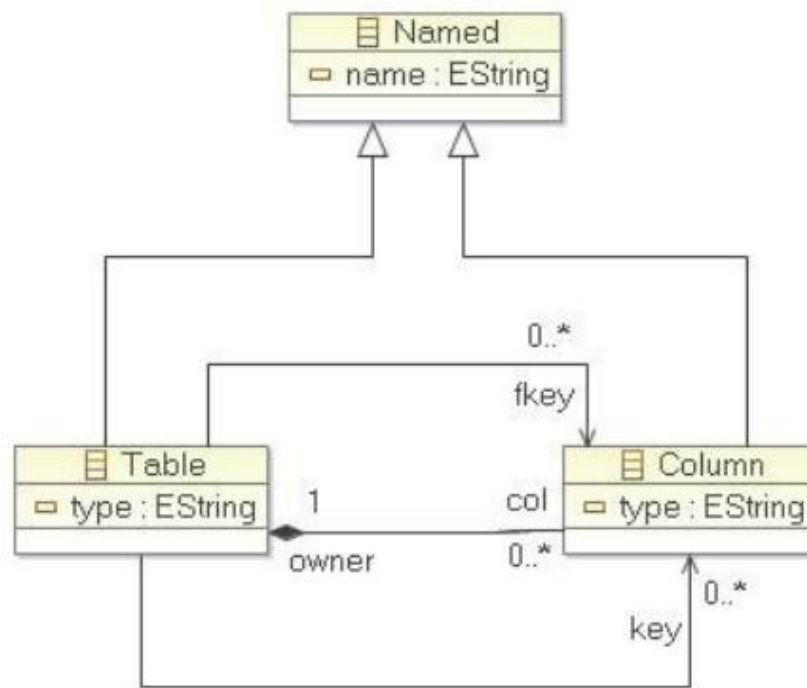 Named
name : EString
0..*
fkey
Table
Column
type : EString
1
col
type : EString
owner
0..*
0..*
key